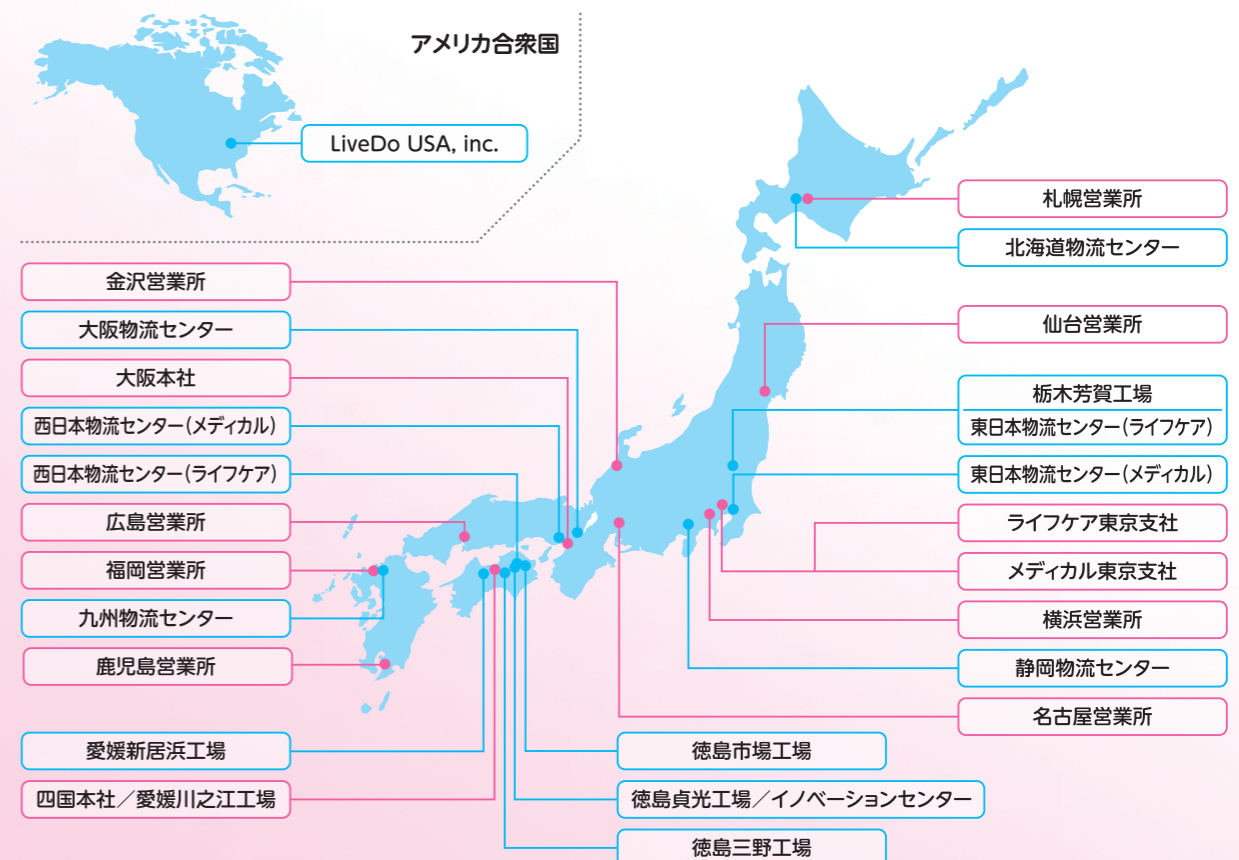 アメリカ合衆国
LiveDo USA, inc.
札幌営業所
北海道物流センター
仙台営業所
栃木芳賀工場
東日本物流センター(ライフケア)
東日本物流センター(メディカル)
ライフケア東京支社
メディカル東京支社
横浜営業所
静岡物流センター
名古屋営業所
金沢営業所
大阪物流センター
大阪本社
西日本物流センター(メディカル)
西日本物流センター(ライフケア)
広島営業所
福岡営業所
九州物流センター
鹿児島営業所
愛媛新居浜工場
四国本社／愛媛川之江工場
徳島市場工場
徳島貞光工場／イノベーションセンター
徳島三野工場